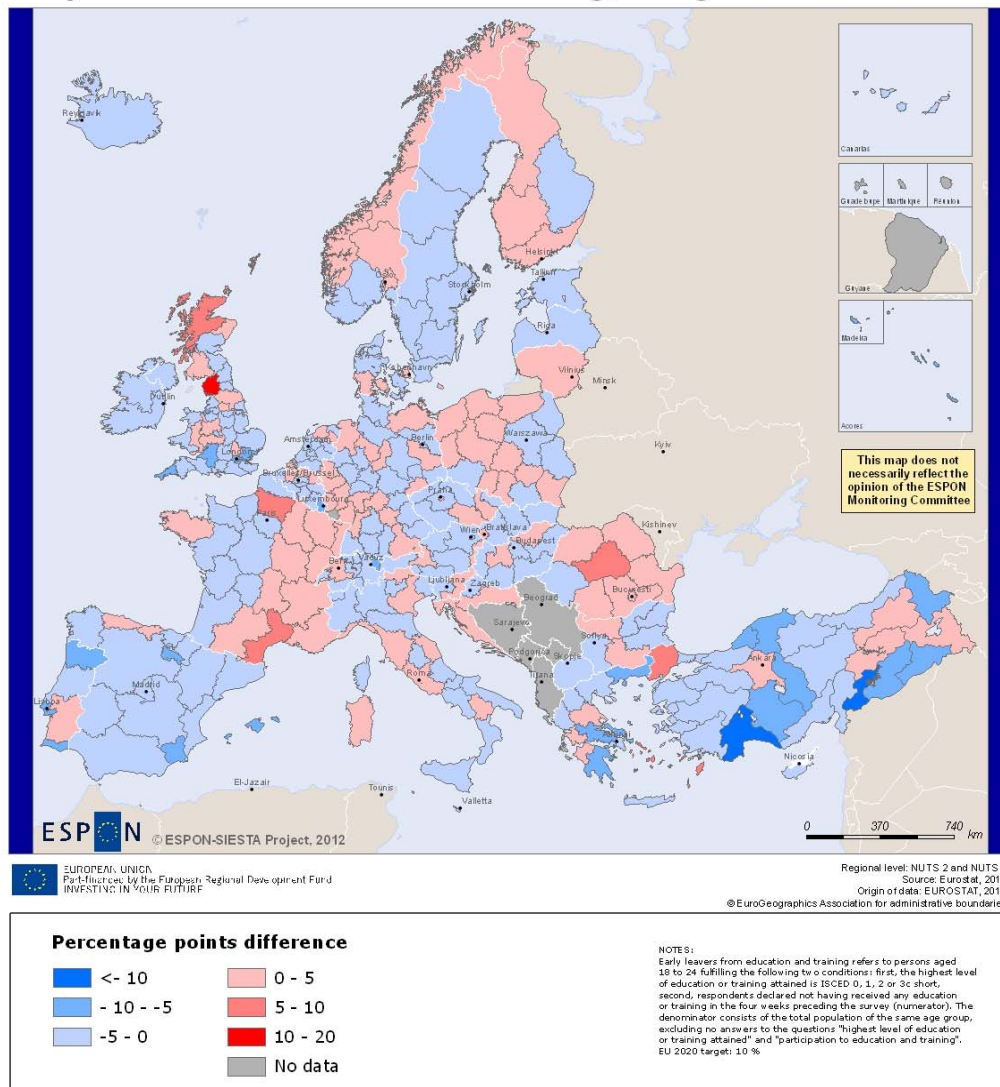 Reykjavik
Canarias
Guadeloupe
Martinique
Réunion
Guyane
Madeira
Acores
Helsinki
Tallinn
Oslo
Stockholm
Riga
København
Vilnius
Minsk
Dublin
London
Amsterdam
Berlin
Warszawa
Kyiv
Bruxelles/Brussel
Luxembourg
Praha
Paris
Wien
Bratislava
Budapest
Kishinev
Bern
Vaduz
Ljubljana
Zagreb
Beograd
Bucuresti
Sarajevo
Podgorica
Sofiya
Skopje
Tirana
Roma
Madrid
Lisboa
Ankara
Athinai
Nicosia
El-Jazair
Tounis
Valletta
This map does not
necessarily reflect the
opinion of the ESPON
Monitoring Committee
ESPON © ESPON-SIESTA Project, 2012
0 370 740 km
EUROPEAN UNION
Part-financed by the European Regional Development Fund
INVESTING IN YOUR FUTURE
Regional level: NUTS 2 and NUTS
Source: Eurostat, 201
Origin of data: EUROSTAT, 201
© EuroGeographics Association for administrative boundarie
Percentage points difference
<- 10
- 10 - -5
-5 - 0
0 - 5
5 - 10
10 - 20
No data
NOTES:
Early leavers from education and training refers to persons aged
18 to 24 fulfilling the following two conditions: first, the highest level
of education or training attained is ISCED 0, 1, 2 or 3c short,
second, respondents declared not having received any education
or training in the four weeks preceding the survey (numerator). The
denominator consists of the total population of the same age group,
excluding no answers to the questions "highest level of education
or training attained" and "participation to education and training".
EU 2020 target: 10 %